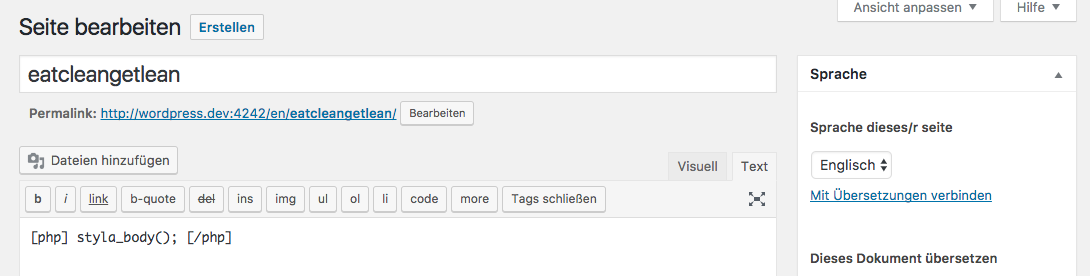 Ansicht anpassen Hilfe
Seite bearbeiten Erstellen
eatcleangetlean
Permalink: http://wordpress.dev:4242/en/eatcleangetlean/ Bearbeiten
Dateien hinzufügen
Visuell Text
b i link b-quote del ins img ul ol li code more Tags schließen
[php] styla_body(); [/php]
Sprache
Sprache dieses/r seite
Englisch
Mit Übersetzungen verbinden
Dieses Dokument übersetzen